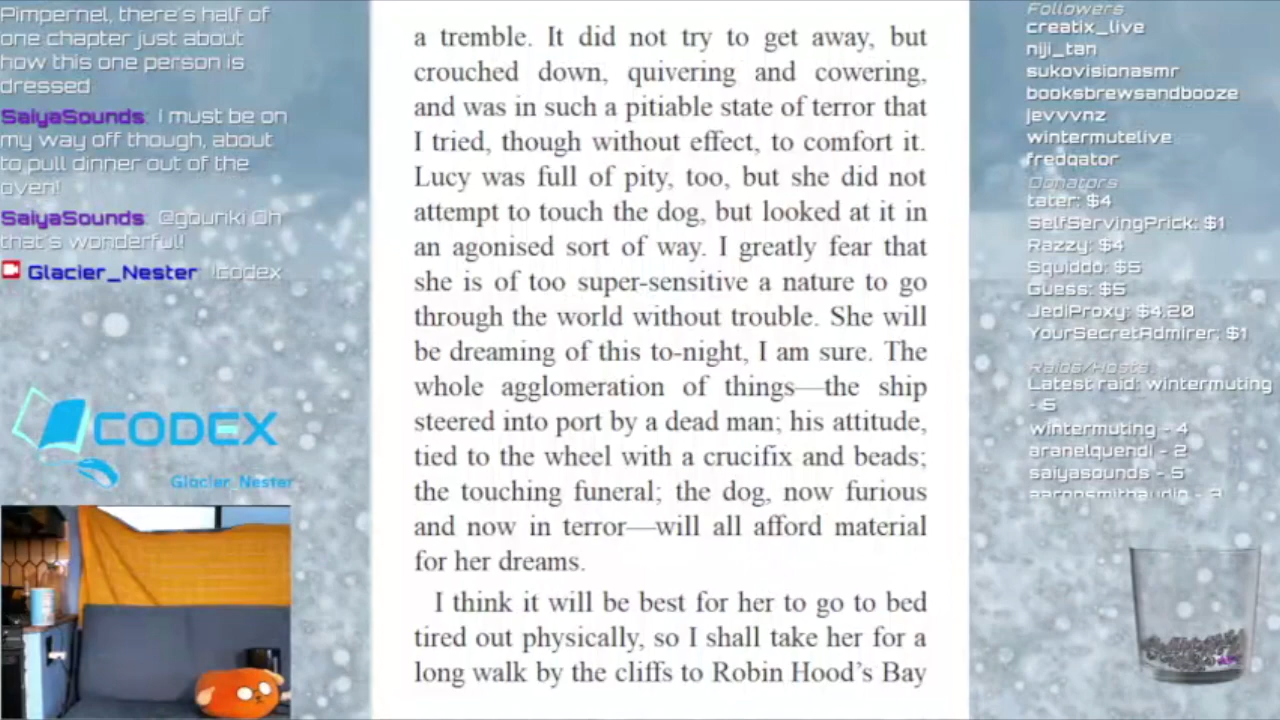 Pimpernel, there's half of
one chapter just about
how this one person is
dressed
SaiyaSounds: I must be on
my way off though, about
to pull dinner out of the
oven!
SaiyaSounds: @gouriki Oh
that's wonderful!
Glacier_Nester: !codex
CODEX
Glacier_Nester
a tremble. It did not try to get away, but
crouched down, quivering and cowering,
and was in such a pitiable state of terror that
I tried, though without effect, to comfort it.
Lucy was full of pity, too, but she did not
attempt to touch the dog, but looked at it in
an agonised sort of way. I greatly fear that
she is of too super-sensitive a nature to go
through the world without trouble. She will
be dreaming of this to-night, I am sure. The
whole agglomeration of things—the ship
steered into port by a dead man; his attitude,
tied to the wheel with a crucifix and beads;
the touching funeral; the dog, now furious
and now in terror—will all afford material
for her dreams.
I think it will be best for her to go to bed
tired out physically, so I shall take her for a
long walk by the cliffs to Robin Hood's Bay
Followers
creatix_live
niji_tan
sukovisionasmr
booksbrewsandbooze
jevvvnz
wintermutelive
fredgator
Donators
tater: $4
SelfServingPrick: $1
Razzy: $4
Squiddo: $5
Guess: $5
JediProxy: $4.20
YourSecretAdmirer: $1
Raids/Hosts:
Latest raid: wintermuting
- 5
wintermuting - 4
aranelquendi - 2
saiyasounds - 5
aaronsmithaudio - 3